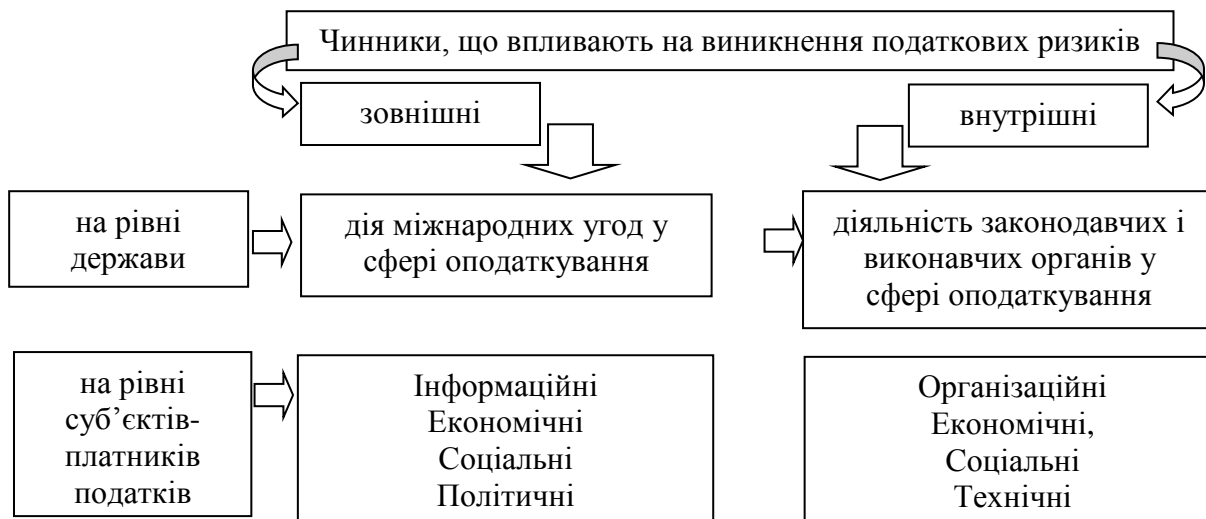 Чинники, що впливають на виникнення податкових ризиків
зовнішні
внутрішні
на рівні
держави
дія міжнародних угод у
сфері оподаткування
діяльність законодавчих і
виконавчих органів у
сфері оподаткування
на рівні
суб’єктів-
платників
податків
Інформаційні
Економічні
Соціальні
Політичні
Організаційні
Економічні,
Соціальні
Технічні